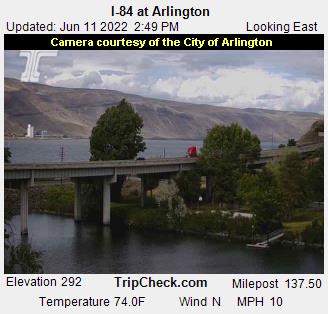 I-84 at Arlington
Updated: Jun 11 2022 2:49 PM Looking East
Camera courtesy of the City of Arlington
Elevation 292 TripCheck.com Milepost 137.50
Temperature 74.0F Wind N MPH 10